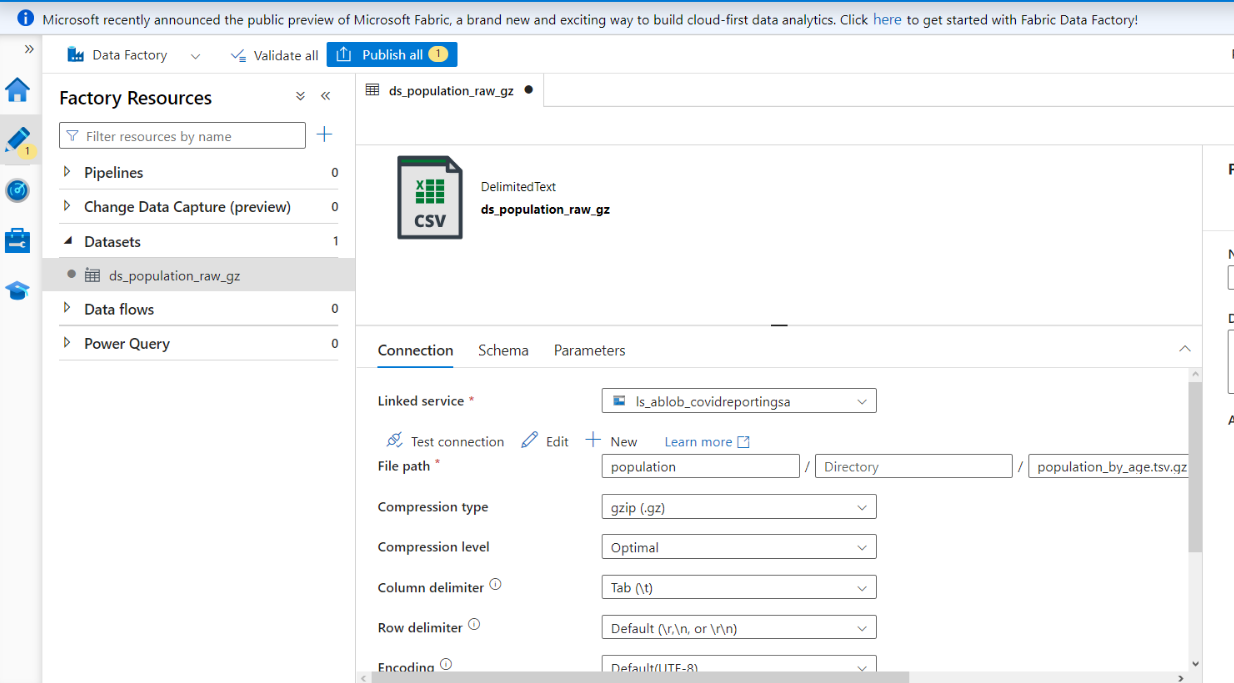 Microsoft recently announced the public preview of Microsoft Fabric, a brand new and exciting way to build cloud-first data analytics. Click here to get started with Fabric Data Factory!
Data Factory
Validate all
Publish all 1
Factory Resources
ds_population_raw_gz
Filter resources by name
1
Pipelines 0
Change Data Capture (preview) 0
Datasets 1
ds_population_raw_gz
Data flows 0
Power Query 0
X
CSV
DelimitedText
ds_population_raw_gz
Connection Schema Parameters
Linked service *
ls_ablob_covidreportingsa
Test connection Edit New Learn more
File path *
population / Directory / population_by_age.tsv.gz
Compression type
gzip (.gz)
Compression level
Optimal
Column delimiter
Tab (\t)
Row delimiter
Default (\r,\n, or \r\n)
Encoding
Default(UTF-8)